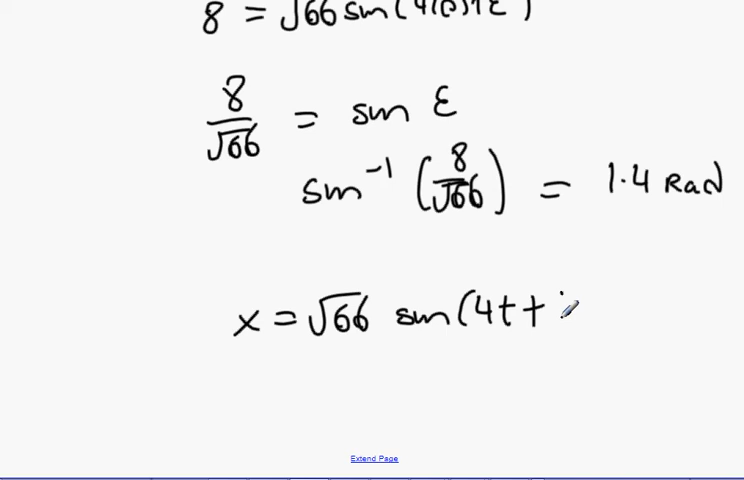 8 = √66 sin(4(0)+ε)
8/√66 = sin ε
sin⁻¹(8/√66) = 1.4 Rad
x = √66 sin(4t +
Extend Page